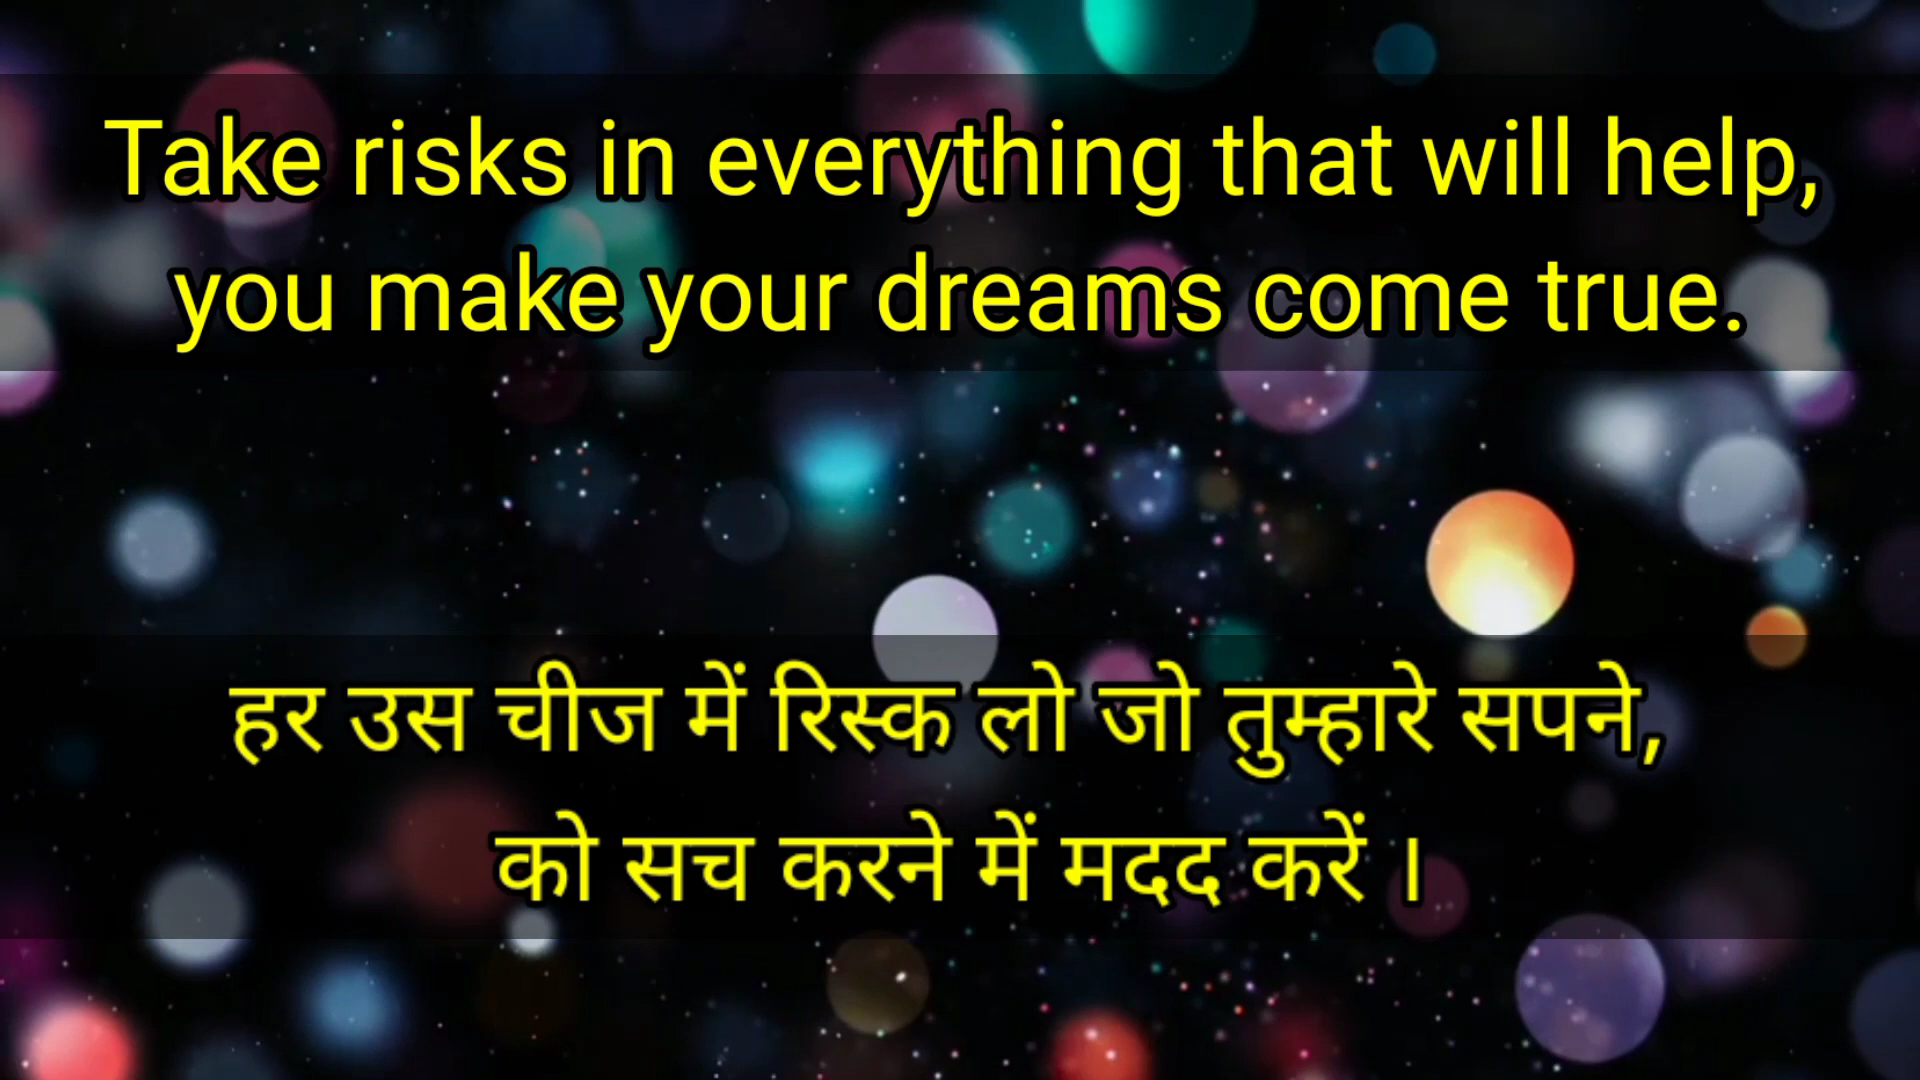 Take risks in everything that will help,
you make your dreams come true.
हर उस चीज में रिस्क लो जो तुम्हारे सपने,
को सच करने में मदद करें ।